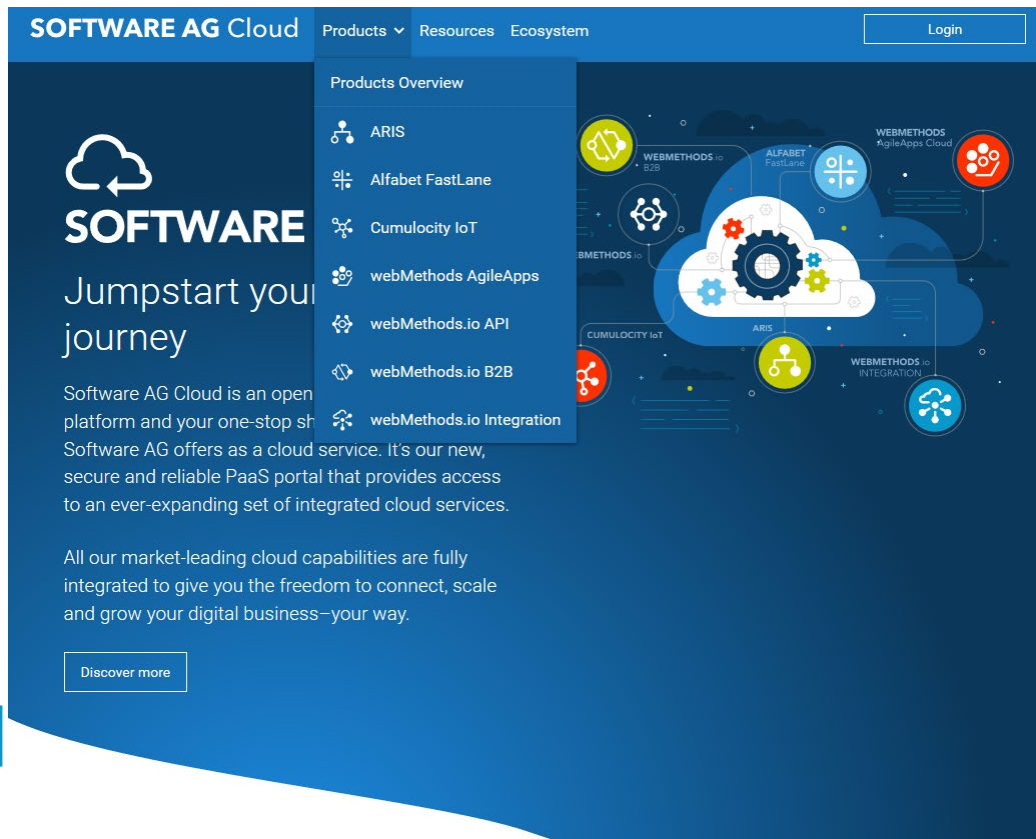 SOFTWARE AG Cloud
Products
Resources
Ecosystem
Login
Products Overview
ARIS
Alfabet FastLane
Cumulocity IoT
webMethods AgileApps
webMethods.io API
webMethods.io B2B
webMethods.io Integration
SOFTWARE
Jumpstart your
journey
Software AG Cloud is an open
platform and your one-stop
Software AG offers as a cloud service. It's our new,
secure and reliable PaaS portal that provides access
to an ever-expanding set of integrated cloud services.
All our market-leading cloud capabilities are fully
integrated to give you the freedom to connect, scale
and grow your digital business–your way.
Discover more
WEBMETHODS.io
B2B
ALFABET
FastLane
WEBMETHODS
AgileApps Cloud
EBMETHODS.io
CUMULOCITY IoT
ARIS
WEBMETHODS.io
INTEGRATION